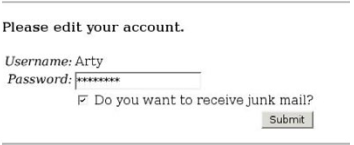 Please edit your account.
Username: Arty
Password: ********
Do you want to receive junk mail?
Submit